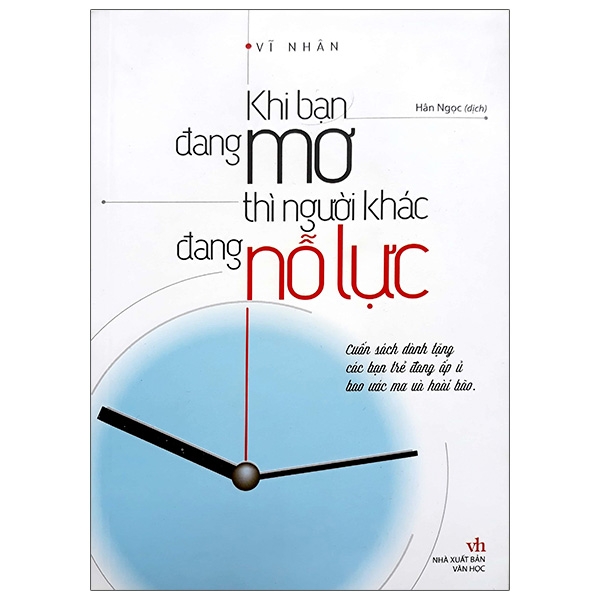 VĨ NHÂN
Hân Ngọc (dịch)
Khi bạn
đang mơ
thì người khác
đang nỗ lực
Cuốn sách dành tặng
các bạn trẻ đang ấp ủ
bao ước mơ và hoài bão.
vh
NHÀ XUẤT BẢN
VĂN HỌC